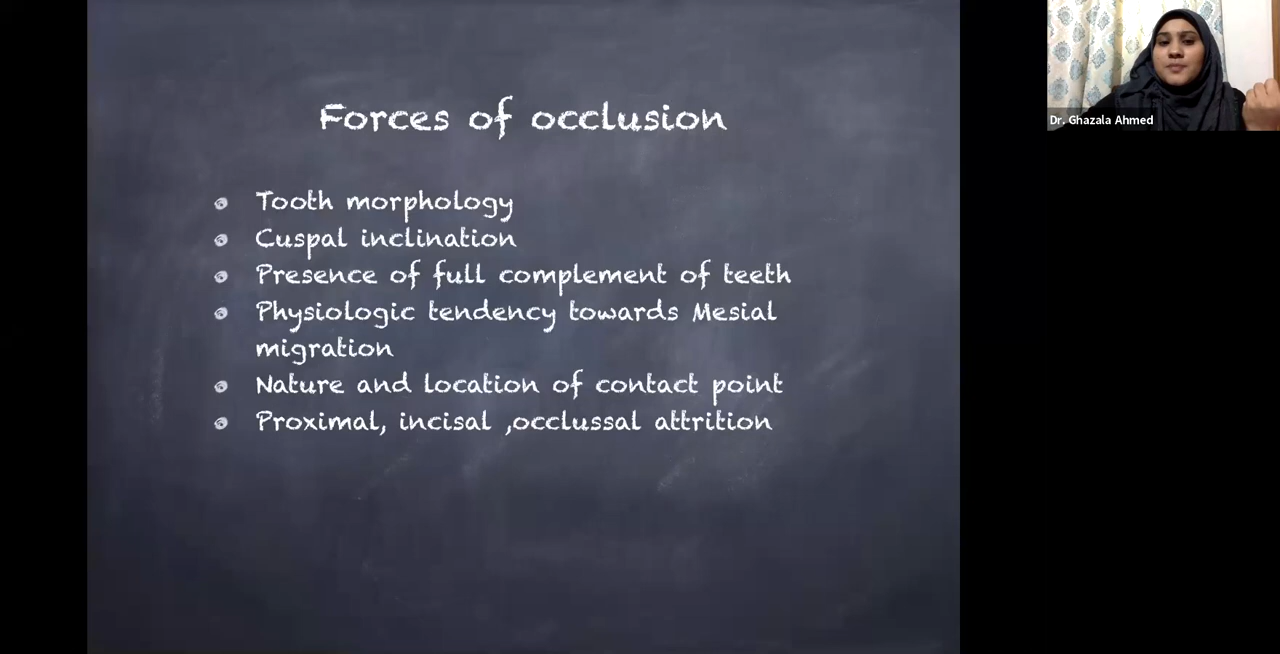 Forces of occlusion
Tooth morphology
Cuspal inclination
Presence of full complement of teeth
Physiologic tendency towards Mesial
migration
Nature and location of contact point
Proximal, incisal ,occlussal attrition
Dr. Ghazala Ahmed